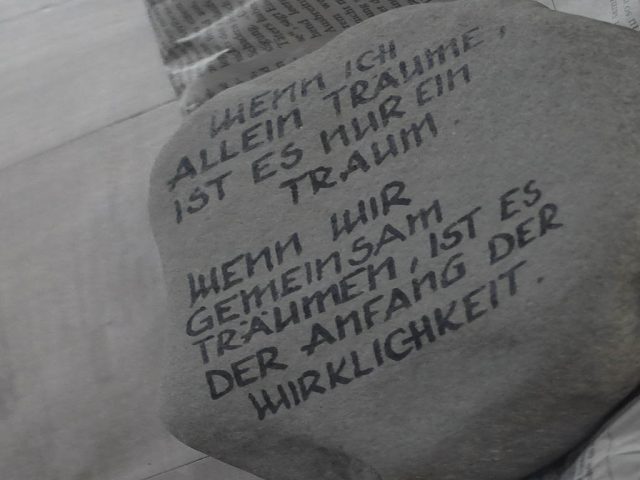 WENN ICH
ALLEIN TRÄUME,
IST ES NUR EIN
TRAUM.
WENN WIR
GEMEINSAM
TRÄUMEN, IST ES
DER ANFANG DER
WIRKLICHKEIT.